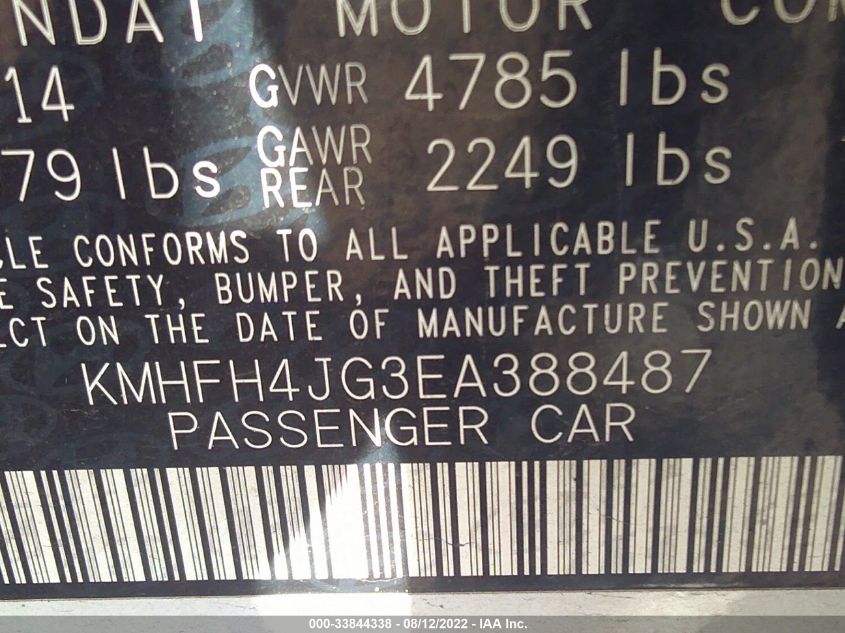 NDAI MOTOR CO
14 GVWR 4785 lbs
79 lbs GAWR REAR 2249 lbs
CLE CONFORMS TO ALL APPLICABLE U.S.A.
E SAFETY, BUMPER, AND THEFT PREVENTION
ECT ON THE DATE OF MANUFACTURE SHOWN A
KMHFH4JG3EA388487
PASSENGER CAR
000-33844338 - 08/12/2022 - IAA Inc.